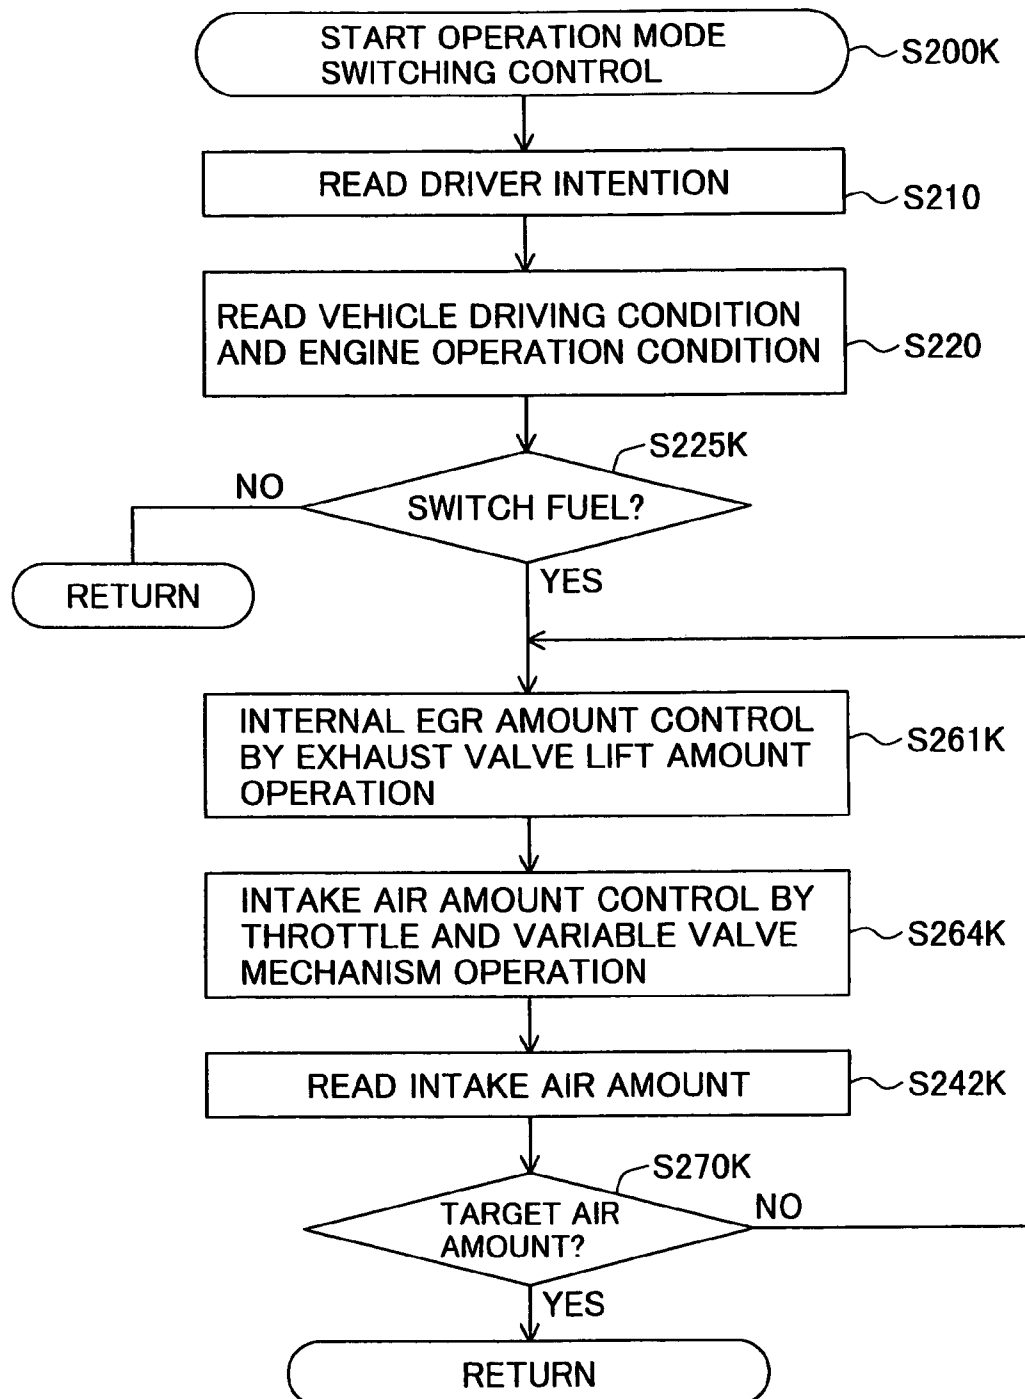 START OPERATION MODE
SWITCHING CONTROL
S200K
READ DRIVER INTENTION
S210
READ VEHICLE DRIVING CONDITION
AND ENGINE OPERATION CONDITION
S220
S225K
NO
SWITCH FUEL?
RETURN
YES
INTERNAL EGR AMOUNT CONTROL
BY EXHAUST VALVE LIFT AMOUNT
OPERATION
S261K
INTAKE AIR AMOUNT CONTROL BY
THROTTLE AND VARIABLE VALVE
MECHANISM OPERATION
S264K
READ INTAKE AIR AMOUNT
S242K
S270K
TARGET AIR
AMOUNT?
NO
YES
RETURN